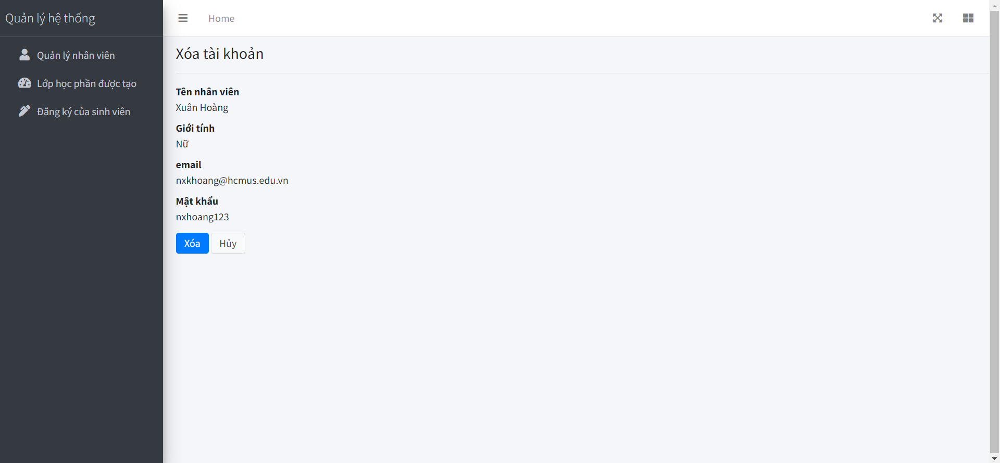 Quản lý hệ thống
Home
Quản lý nhân viên
Lớp học phần được tạo
Đăng ký của sinh viên
Xóa tài khoản
Tên nhân viên
Xuân Hoàng
Giới tính
Nữ
email
nxkhoang@hcmus.edu.vn
Mật khẩu
nxhoang123
Xóa Hủy